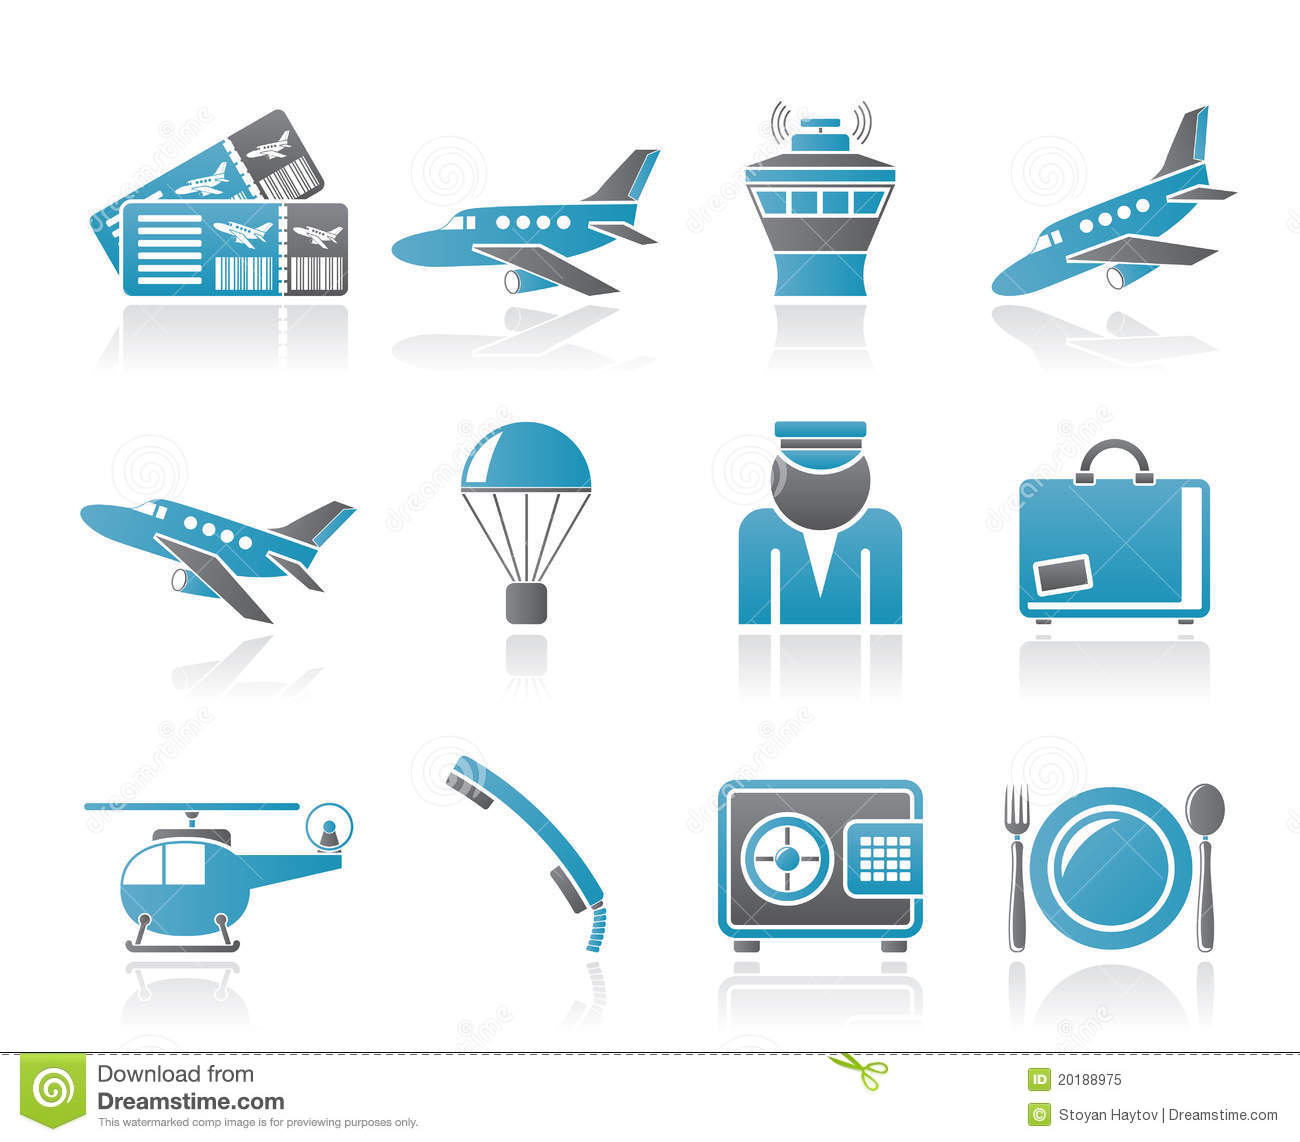 Download from
Dreamstime.com
This watermarked comp image is for previewing purposes only.
ID 20188975
© Stoyan Haytov | Dreamstime.com
dreamstime